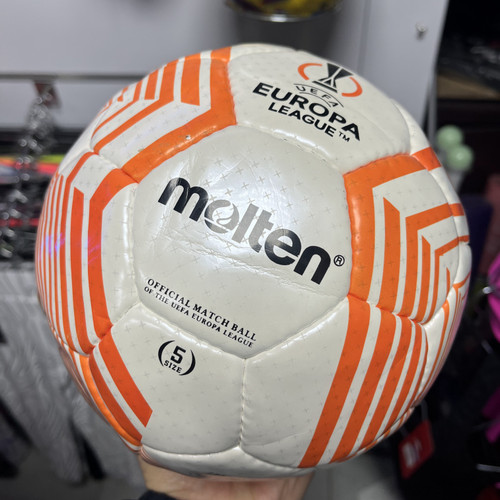 UEFA
EUROPA
LEAGUE™
molten®
OFFICIAL MATCH BALL
OF THE UEFA EUROPA LEAGUE
5
SIZE